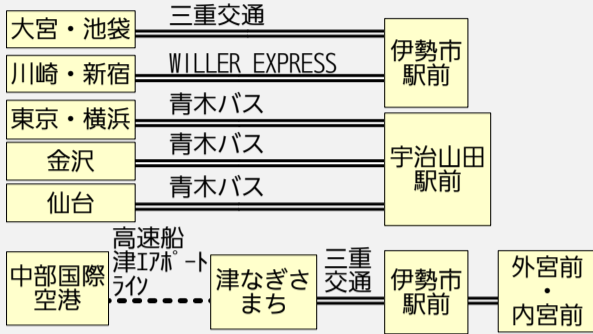 大宮・池袋
三重交通
伊勢市
駅前
川崎・新宿
WILLER EXPRESS
東京・横浜
青木バス
宇治山田
駅前
金沢
青木バス
仙台
青木バス
中部国際
空港
高速船
津ｴｱﾎﾟｰﾄ
ﾗｲﾝ
津なぎさ
まち
三重
交通
伊勢市
駅前
外宮前
・
内宮前